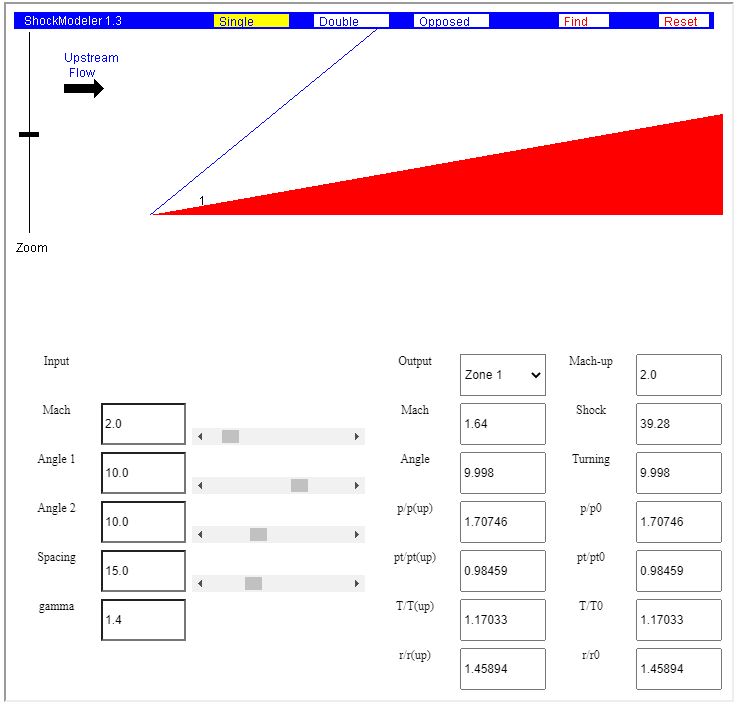 ShockModeler 1.3 Single Double Opposed Find Reset
Upstream
Flow
1
Zoom
Input Output Zone 1 Mach-up 2.0
Mach 2.0 Mach 1.64 Shock 39.28
Angle 1 10.0 Angle 9.998 Turning 9.998
Angle 2 10.0 p/p(up) 1.70746 p/p0 1.70746
Spacing 15.0 pt/pt(up) 0.98459 pt/pt0 0.98459
gamma 1.4 T/T(up) 1.17033 T/T0 1.17033
r/r(up) 1.45894 r/r0 1.45894